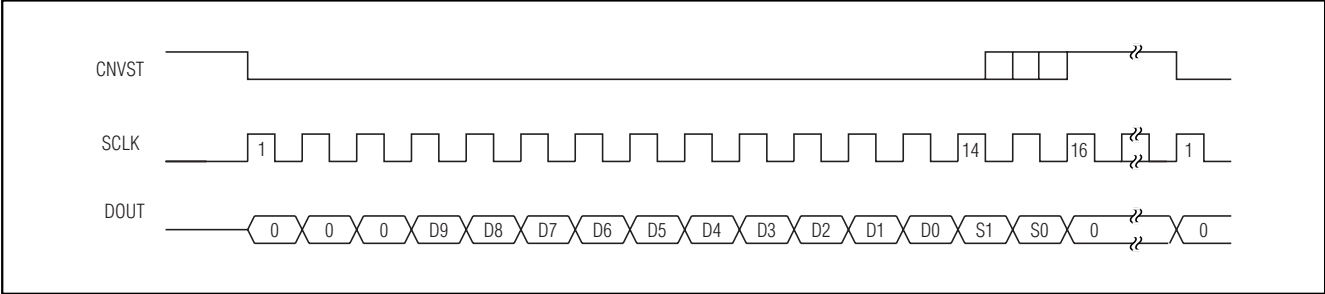 CNVST
SCLK
1 14 16 1
DOUT
0 0 0 D9 D8 D7 D6 D5 D4 D3 D2 D1 D0 S1 S0 0 0